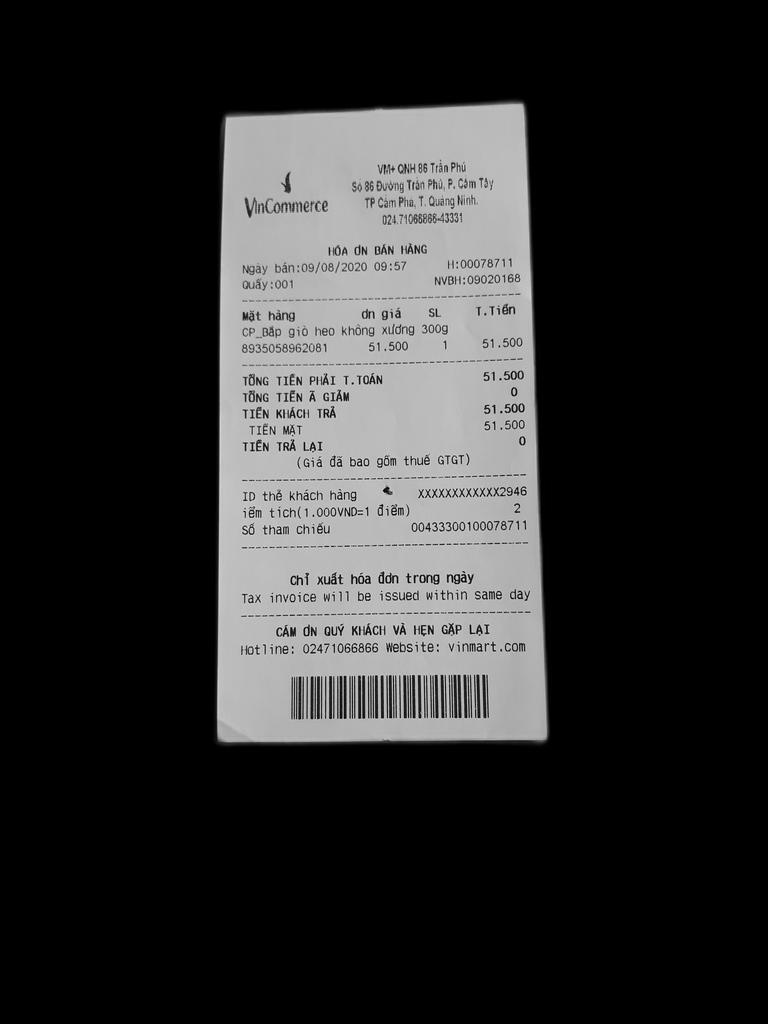 VinCommerce
VM+ QNH 86 Trần Phú
Số 86 Đường Trần Phú, P. Cẩm Tây
TP Cẩm Phả, T. Quảng Ninh.
024.71066866-43331
HÓA ƠN BÁN HÀNG
Ngày bán:09/08/2020 09:57 H:00078711
Quầy:001 NVBH:09020168
Mặt hàng ơn giá SL T.Tiền
CP_Bắp giò heo không xương 300g
8935058962081 51.500 1 51.500
TỔNG TIỀN PHẢI T.TOÁN 51.500
TỔNG TIỀN Ã GIẢM 0
TIỀN KHÁCH TRẢ 51.500
TIỀN MẶT 51.500
TIỀN TRẢ LẠI 0
(Giá đã bao gồm thuế GTGT)
ID thẻ khách hàng XXXXXXXXXXXX2946
iểm tích(1.000VND=1 điểm) 2
Số tham chiếu 00433300100078711
Chỉ xuất hóa đơn trong ngày
Tax invoice will be issued within same day
CẢM ƠN QUÝ KHÁCH VÀ HẸN GẶP LẠI
Hotline: 02471066866 Website: vinmart.com